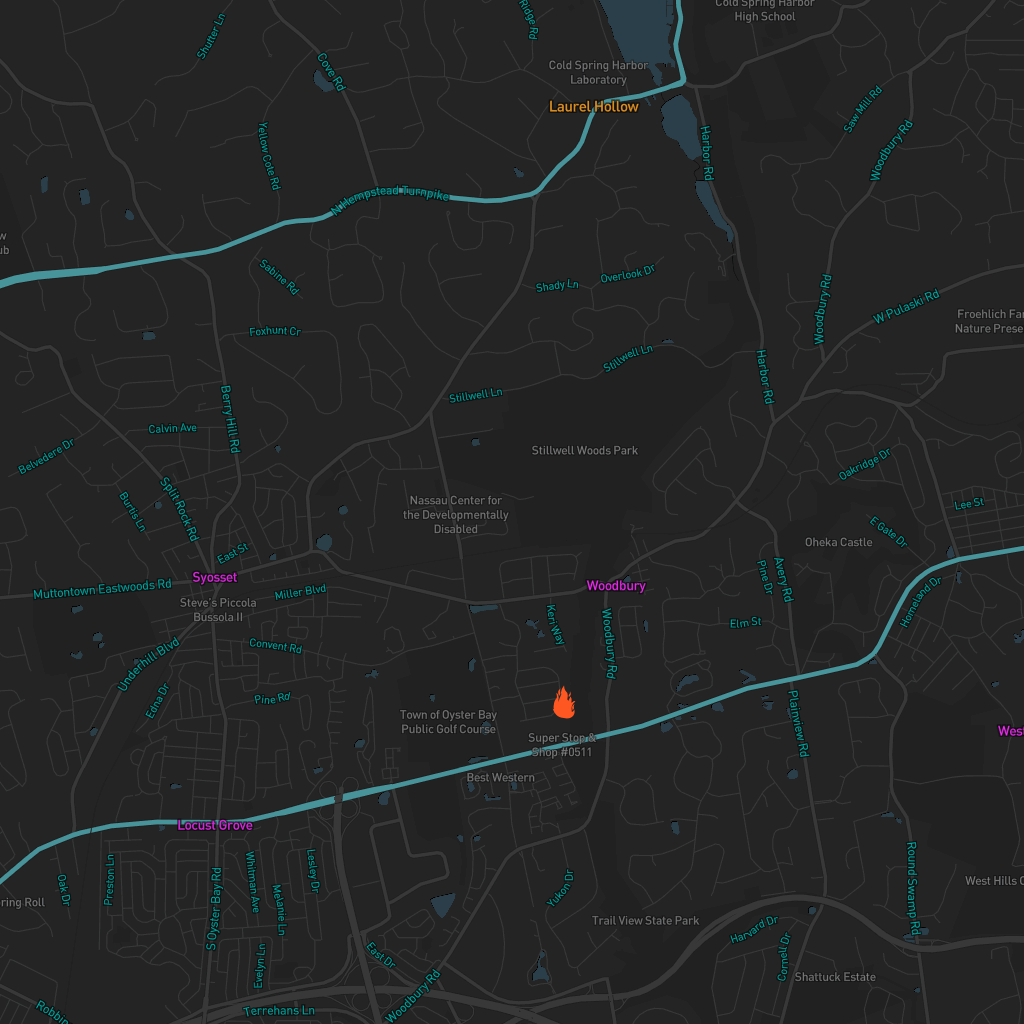 Cold Spring Harbor
High School
Ridge Rd
Shutter Ln
Cove Rd
Cold Spring Harbor
Laboratory
Laurel Hollow
Saw Mill Rd
Woodbury Rd
Harbor Rd
Yellow Cote Rd
N Hempstead Turnpike
Sabine Rd
Shady Ln
Overlook Dr
Woodbury Rd
W Pulaski Rd
Froehlich Far
Nature Prese
Foxhunt Cr
Stillwell Ln
Harbor Rd
Stillwell Ln
Berry Hill Rd
Calvin Ave
Belvedere Dr
Stillwell Woods Park
Oakridge Dr
Split Rock Rd
Burtis Ln
Nassau Center for
the Developmentally
Disabled
Lee St
E Gate Dr
Oheka Castle
East St
Syosset
Muttontown Eastwoods Rd
Miller Blvd
Woodbury
Pine Dr
Avery Rd
Homeland Dr
Steve's Piccola
Bussola II
Keri Way
Woodbury Rd
Elm St
Convent Rd
Underhill Blvd
Edna Dr
Pine Rd
Town of Oyster Bay
Public Golf Course
Super Stop &
Shop #0511
Plainview Rd
West
Best Western
Locust Grove
Oak Dr
Preston Ln
S Oyster Bay Rd
Whitman Ave
Melanie Ln
Lesley Dr
Yukon Dr
Round Swamp Rd
West Hills C
ring Roll
Trail View State Park
Harvard Dr
Cornall Dr
Shattuck Estate
Evelyn Ln
East Dr
Woodbury Rd
Terrehans Ln
Robbin